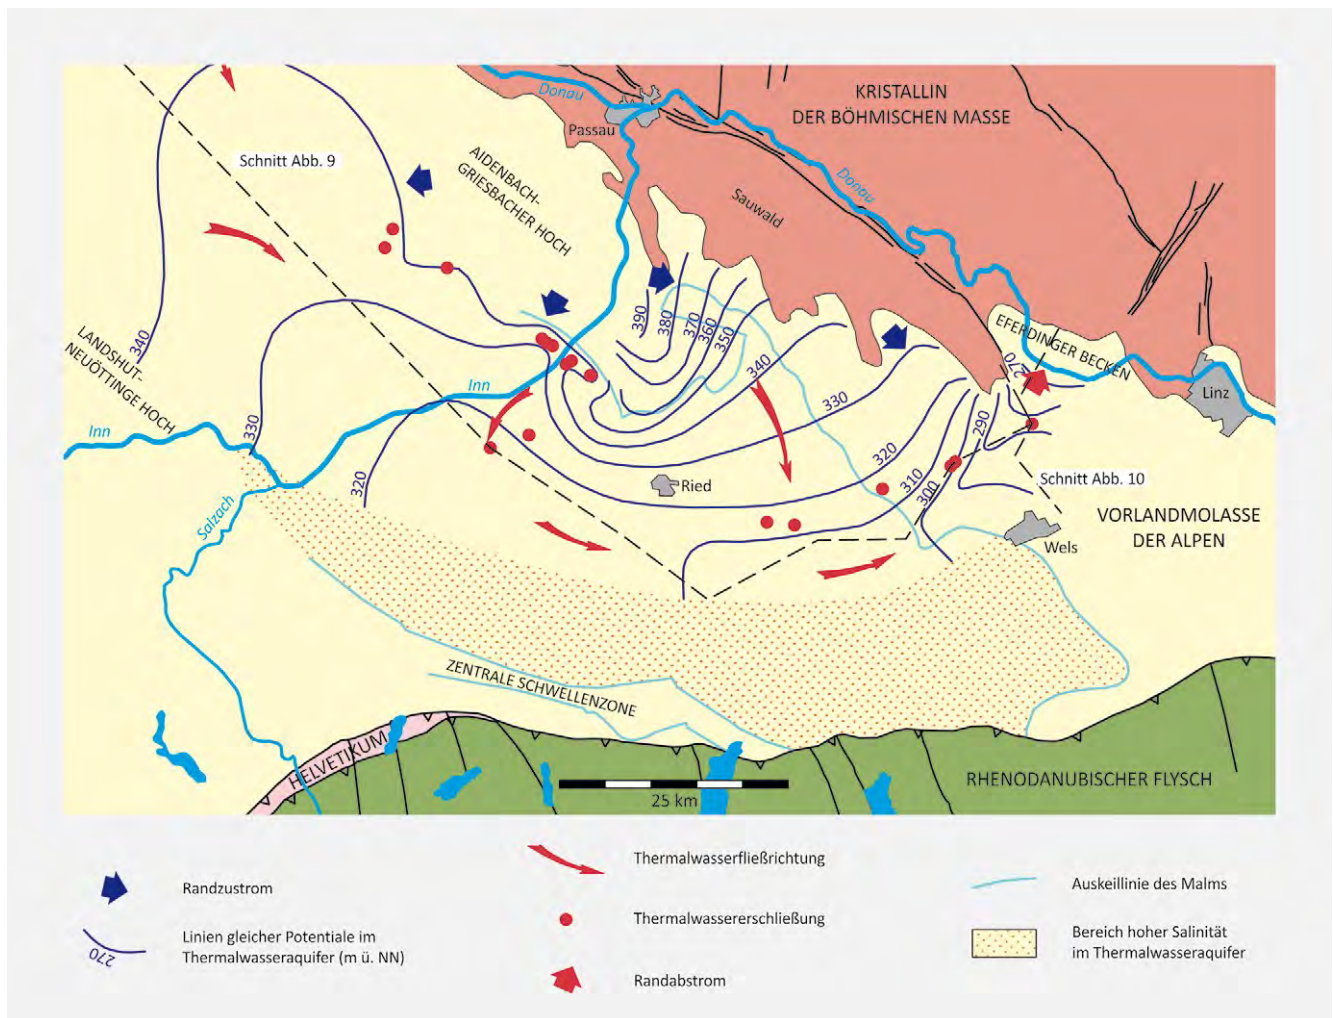 KRISTALLIN
DER BÖHMISCHEN MASSE
Donau
Passau
Schnitt Abb. 9
AIDENBACH-
GRIESBACHER HOCH
Sauwald
Donau
340
LANDSHUT-
NEUÖTTINGE HOCH
390
380
370
360
350
340
330
EFERDINGER BECKEN
270
Linz
Inn
Inn
330
320
320
310
300
290
Ried
Schnitt Abb. 10
Salzach
Wels
VORLANDMOLASSE
DER ALPEN
ZENTRALE SCHWELLENZONE
HELVETIKUM
RHENODANUBISCHER FLYSCH
25 km
Randzustrom
270
Linien gleicher Potentiale im
Thermalwasseraquifer (m ü. NN)
Thermalwasserfließrichtung
Thermalwassererschließung
Randabstrom
Auskeillinie des Malms
Bereich hoher Salinität
im Thermalwasseraquifer